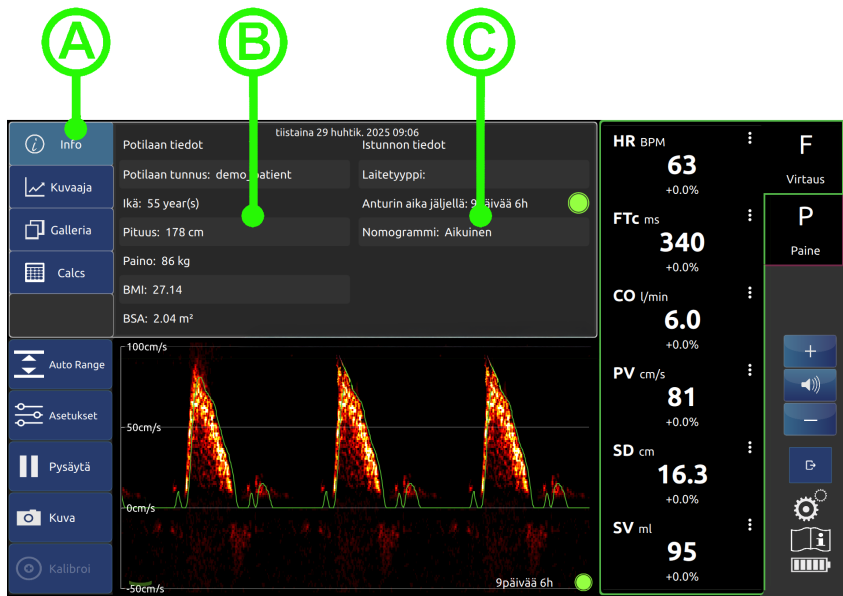 A
B
C
tiistaina 29 huhtik. 2025 09:06
Info
Kuvaaja
Galleria
Calcs
Potilaan tiedot
Potilaan tunnus: demo_patient
Ikä: 55 year(s)
Pituus: 178 cm
Paino: 86 kg
BMI: 27.14
BSA: 2.04 m²
Istunnon tiedot
Laitetyyppi:
Anturin aika jäljellä: 9päivää 6h
Nomogrammi: Aikuinen
Auto Range
Asetukset
Pysäytä
Kuva
Kalibroi
100cm/s
50cm/s
0cm/s
-50cm/s
9päivää 6h
HR BPM
63
+0.0%
FTc ms
340
+0.0%
CO l/min
6.0
+0.0%
PV cm/s
81
+0.0%
SD cm
16.3
+0.0%
SV ml
95
+0.0%
F
Virtaus
P
Paine